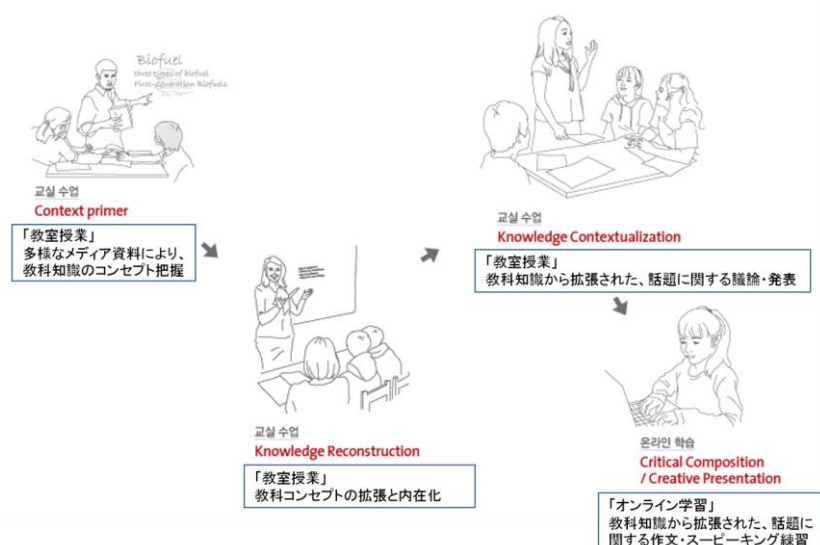 Biofuel
three types of Biofuel
First-generation Biofuels
교실 수업
Context primer
「教室授業」
多様なメディア資料により、
教科知識のコンセプト把握
교실 수업
Knowledge Reconstruction
「教室授業」
教科コンセプトの拡張と内在化
교실 수업
Knowledge Contextualization
「教室授業」
教科知識から拡張された、話題に関する議論・発表
온라인 학습
Critical Composition
/ Creative Presentation
「オンライン学習」
教科知識から拡張された、話題に
関する作文・スーピーキング練習